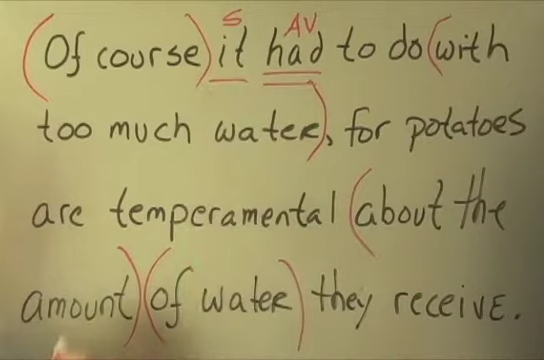 S AV
(Of course) it had to do (with
too much water), for potatoes
are temperamental (about the
amount) (of water) they receive.